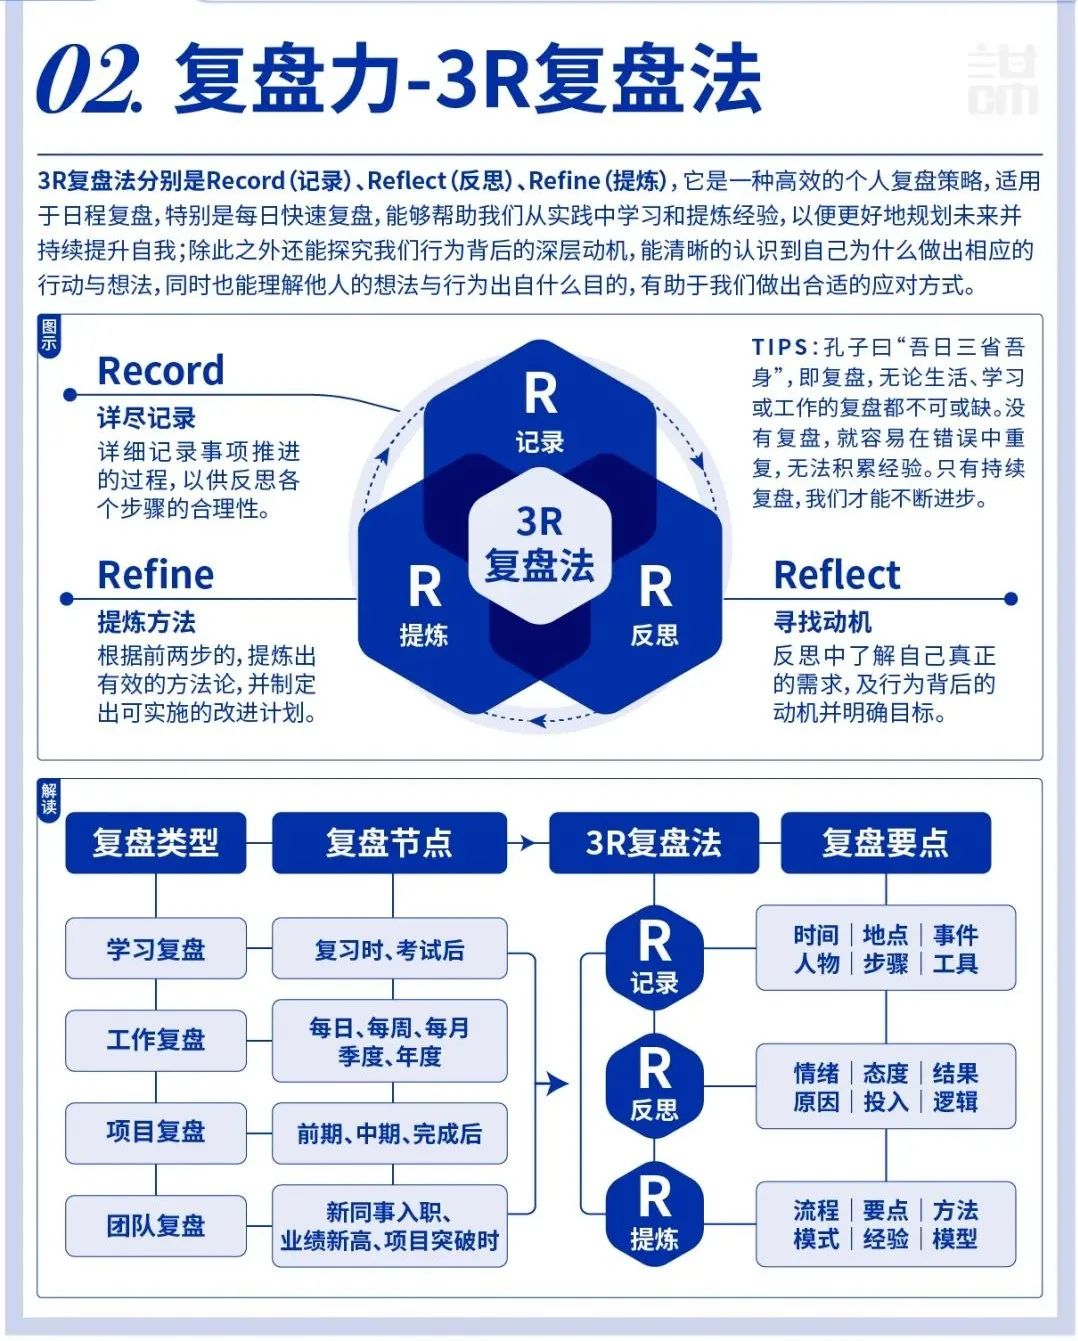 02. 复盘力-3R复盘法
3R复盘法分别是Record(记录)、Reflect(反思)、Refine(提炼),它是一种高效的个人复盘策略,适用
于日程复盘,特别是每日快速复盘,能够帮助我们从实践中学习和提炼经验,以便更好地规划未来并
持续提升自我;除此之外还能探究我们行为背后的深层动机,能清晰的认识到自己为什么做出相应的
行动与想法,同时也能理解他人的想法与行为出自什么目的,有助于我们做出合适的应对方式。
图示
Record
详尽记录
详细记录事项推进
的过程,以供反思各
个步骤的合理性。
R
记录
TIPS:孔子曰“吾日三省吾
身”,即复盘,无论生活、学习
或工作的复盘都不可或缺。没
有复盘,就容易在错误中重
复,无法积累经验。只有持续
复盘,我们才能不断进步。
3R
复盘法
Refine
提炼方法
根据前两步的,提炼出
有效的方法论,并制定
出可实施的改进计划。
R
提炼
R
反思
Reflect
寻找动机
反思中了解自己真正
的需求,及行为背后的
动机并明确目标。
解读
复盘类型
复盘节点
3R复盘法
复盘要点
学习复盘
复习时、考试后
R
记录
时间|地点|事件
人物|步骤|工具
工作复盘
每日、每周、每月
季度、年度
R
反思
情绪|态度|结果
原因|投入|逻辑
项目复盘
前期、中期、完成后
团队复盘
新同事入职、
业绩新高、项目突破时
R
提炼
流程|要点|方法
模式|经验|模型